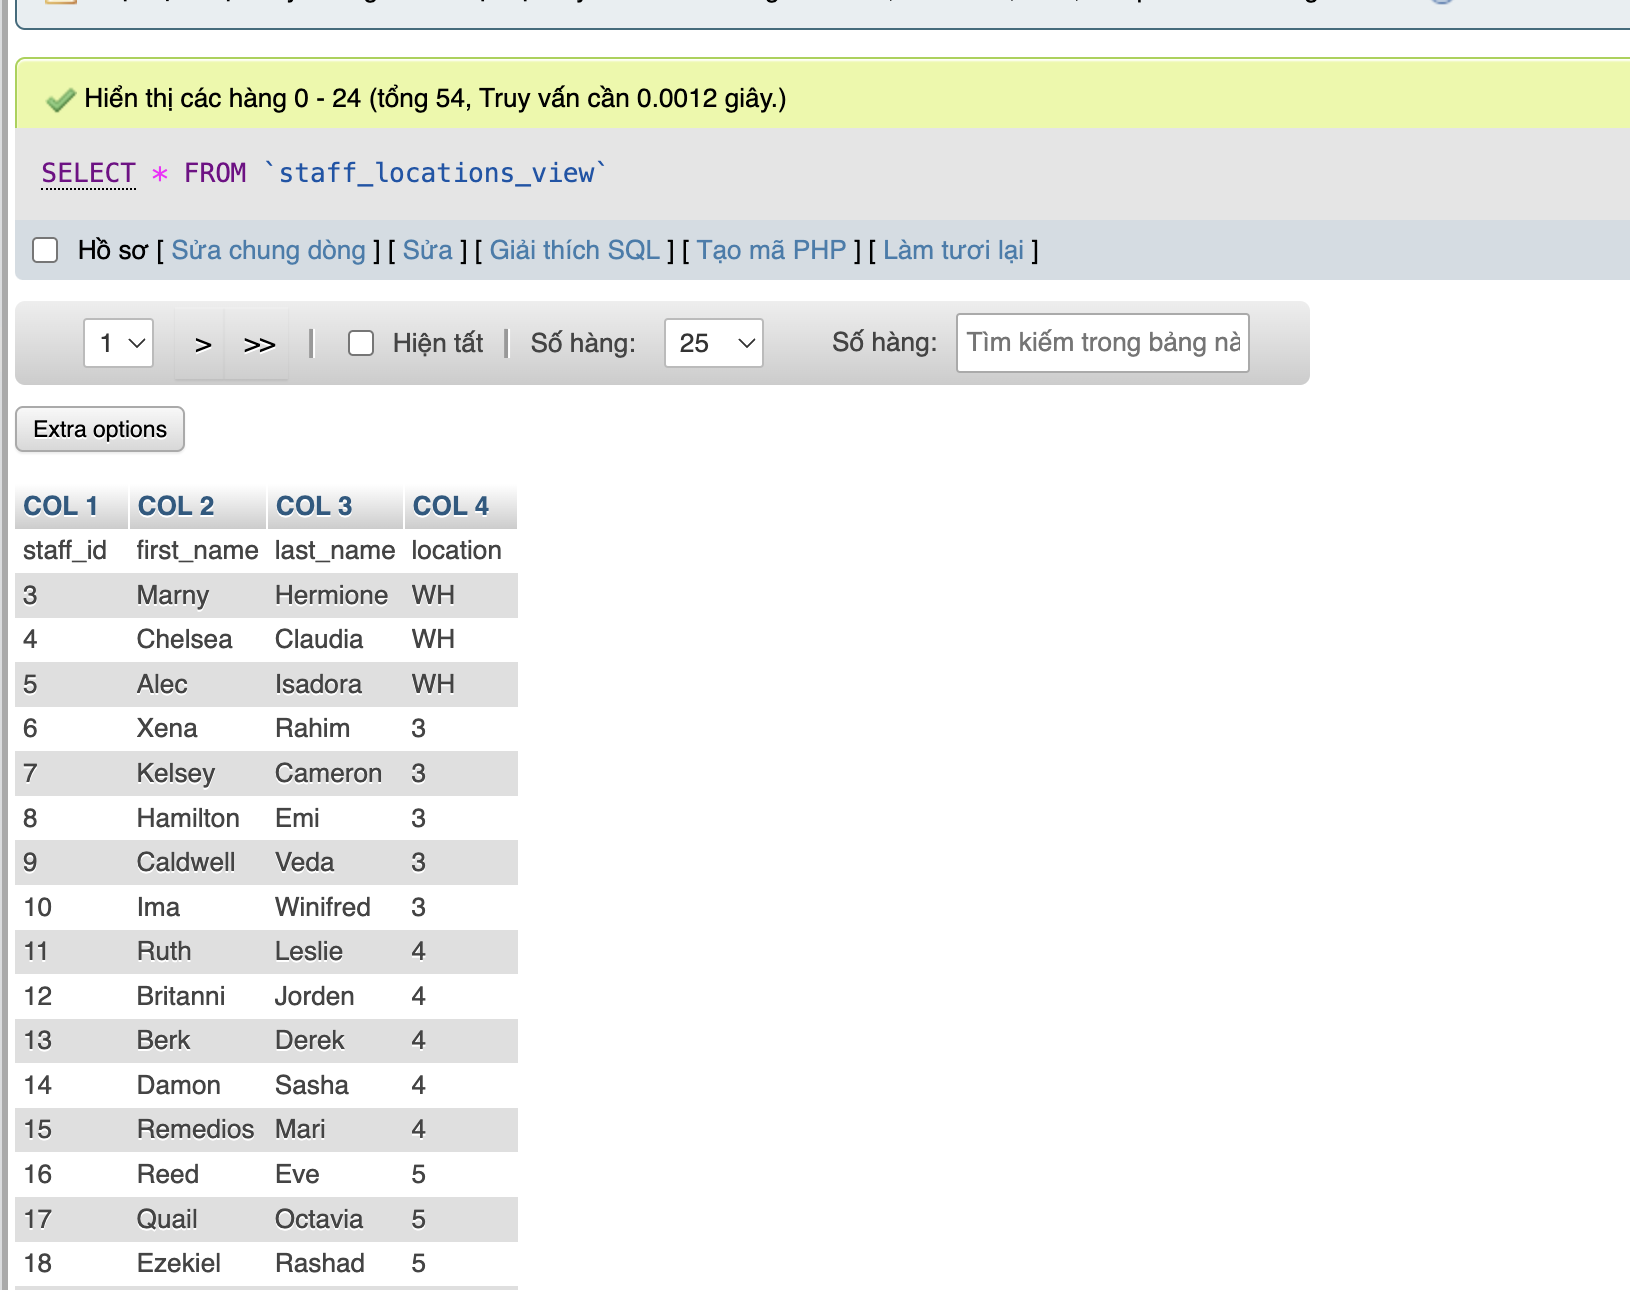 Hiển thị các hàng 0 - 24 (tổng 54, Truy vấn cần 0.0012 giây.)
SELECT * FROM `staff_locations_view`
Hồ sơ [ Sửa chung dòng ] [ Sửa ] [ Giải thích SQL ] [ Tạo mã PHP ] [ Làm tươi lại ]
1 > >> | Hiện tất | Số hàng: 25 Số hàng: Tìm kiếm trong bảng nà
Extra options
COL 1 COL 2 COL 3 COL 4
staff_id first_name last_name location
3 Marny Hermione WH
4 Chelsea Claudia WH
5 Alec Isadora WH
6 Xena Rahim 3
7 Kelsey Cameron 3
8 Hamilton Emi 3
9 Caldwell Veda 3
10 Ima Winifred 3
11 Ruth Leslie 4
12 Britanni Jorden 4
13 Berk Derek 4
14 Damon Sasha 4
15 Remedios Mari 4
16 Reed Eve 5
17 Quail Octavia 5
18 Ezekiel Rashad 5